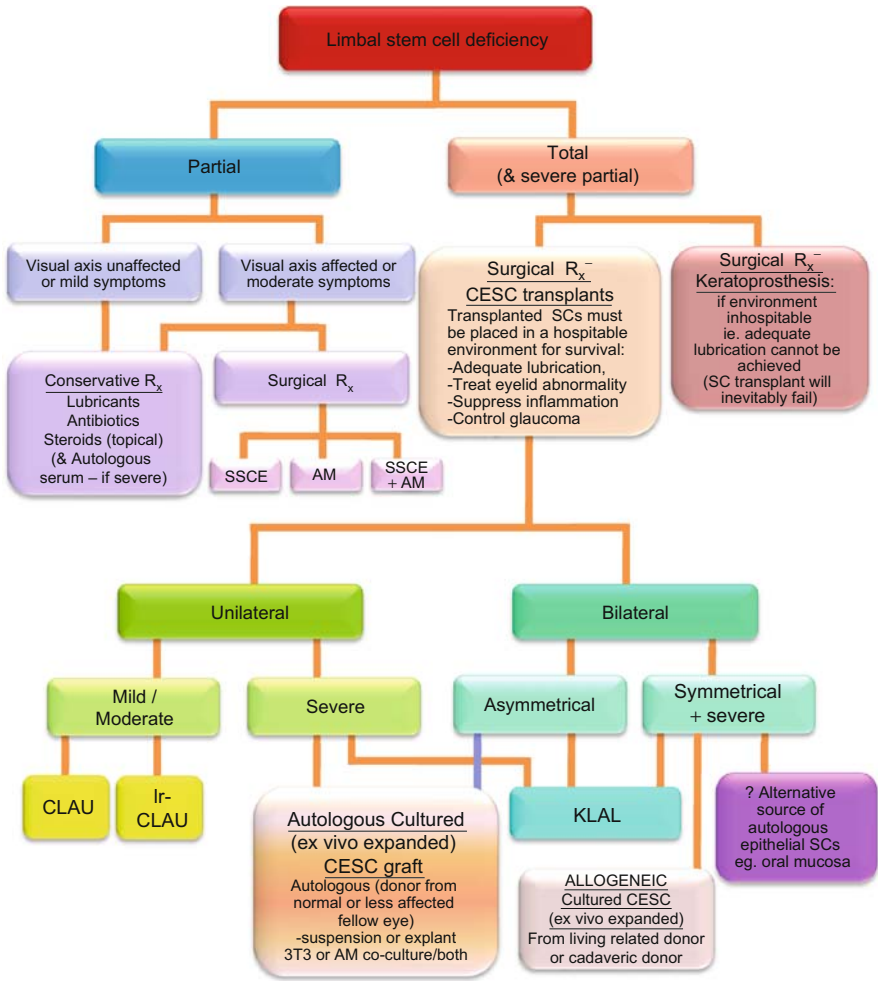 Limbal stem cell deficiency
Partial
Total
(& severe partial)
Visual axis unaffected
or mild symptoms
Visual axis affected or
moderate symptoms
Surgical Rx–
CESC transplants
Transplanted SCs must
be placed in a hospitable
environment for survival:
-Adequate lubrication,
-Treat eyelid abnormality
-Suppress inflammation
-Control glaucoma
Surgical Rx–
Keratoprosthesis:
if environment
inhospitable
ie. adequate
lubrication cannot be
achieved
(SC transplant will
inevitably fail)
Conservative Rx
Lubricants
Antibiotics
Steroids (topical)
(& Autologous
serum – if severe)
Surgical Rx
SSCE
AM
SSCE
+ AM
Unilateral
Bilateral
Mild /
Moderate
Severe
Asymmetrical
Symmetrical
+ severe
CLAU
lr-
CLAU
Autologous Cultured
(ex vivo expanded)
CESC graft
Autologous (donor from
normal or less affected
fellow eye)
-suspension or explant
3T3 or AM co-culture/both
KLAL
? Alternative
source of
autologous
epithelial SCs
eg. oral mucosa
ALLOGENEIC
Cultured CESC
(ex vivo expanded)
From living related donor
or cadaveric donor